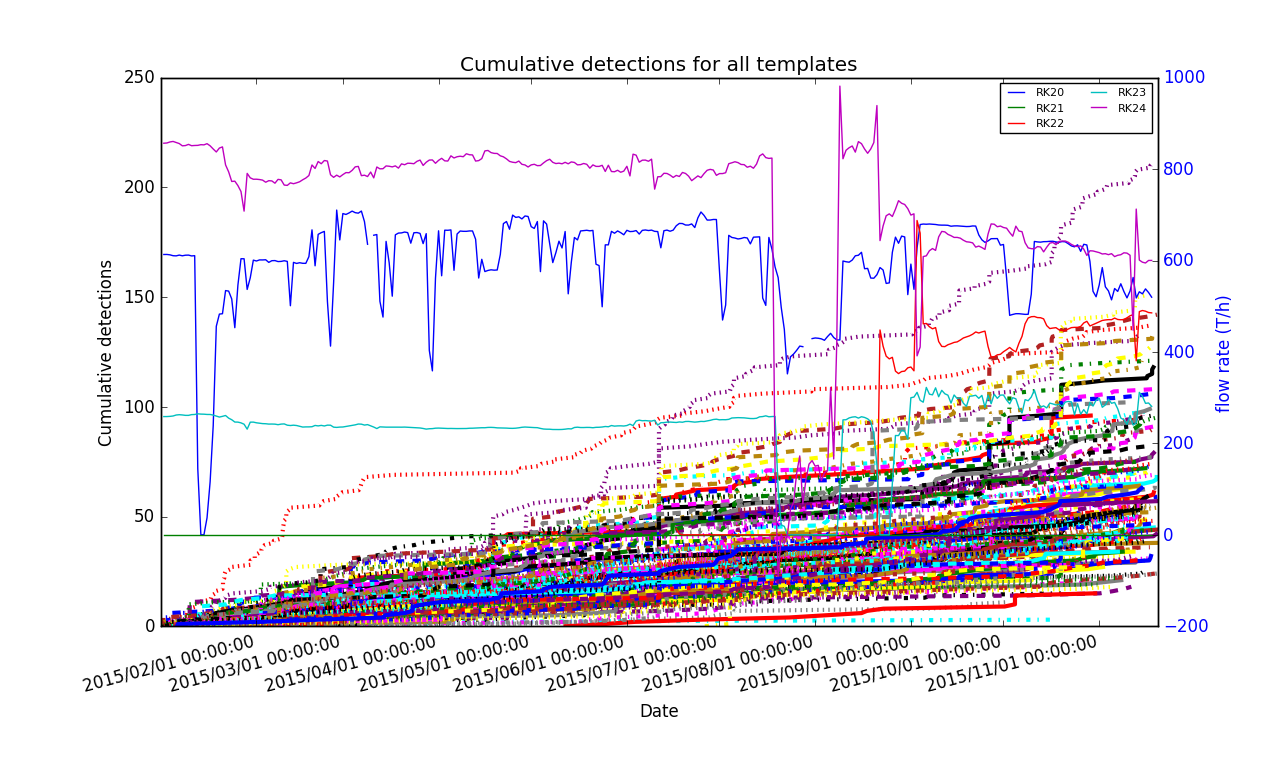 Cumulative detections for all templates
250
200
150
100
50
0
Cumulative detections
1000
800
600
400
200
0
−200
flow rate (T/h)
RK20
RK21
RK22
RK23
RK24
2015/02/01 00:00:00
2015/03/01 00:00:00
2015/04/01 00:00:00
2015/05/01 00:00:00
2015/06/01 00:00:00
2015/07/01 00:00:00
2015/08/01 00:00:00
2015/09/01 00:00:00
2015/10/01 00:00:00
2015/11/01 00:00:00
Date